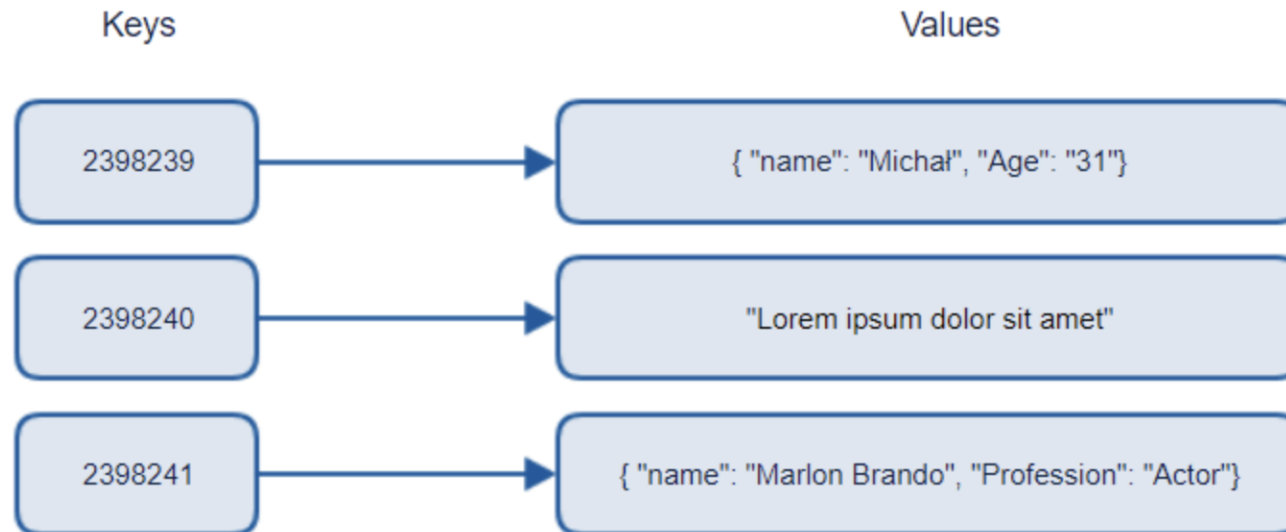 Keys
Values
2398239
{ "name": "Michał", "Age": "31"}
2398240
"Lorem ipsum dolor sit amet"
2398241
{ "name": "Marlon Brando", "Profession": "Actor"}